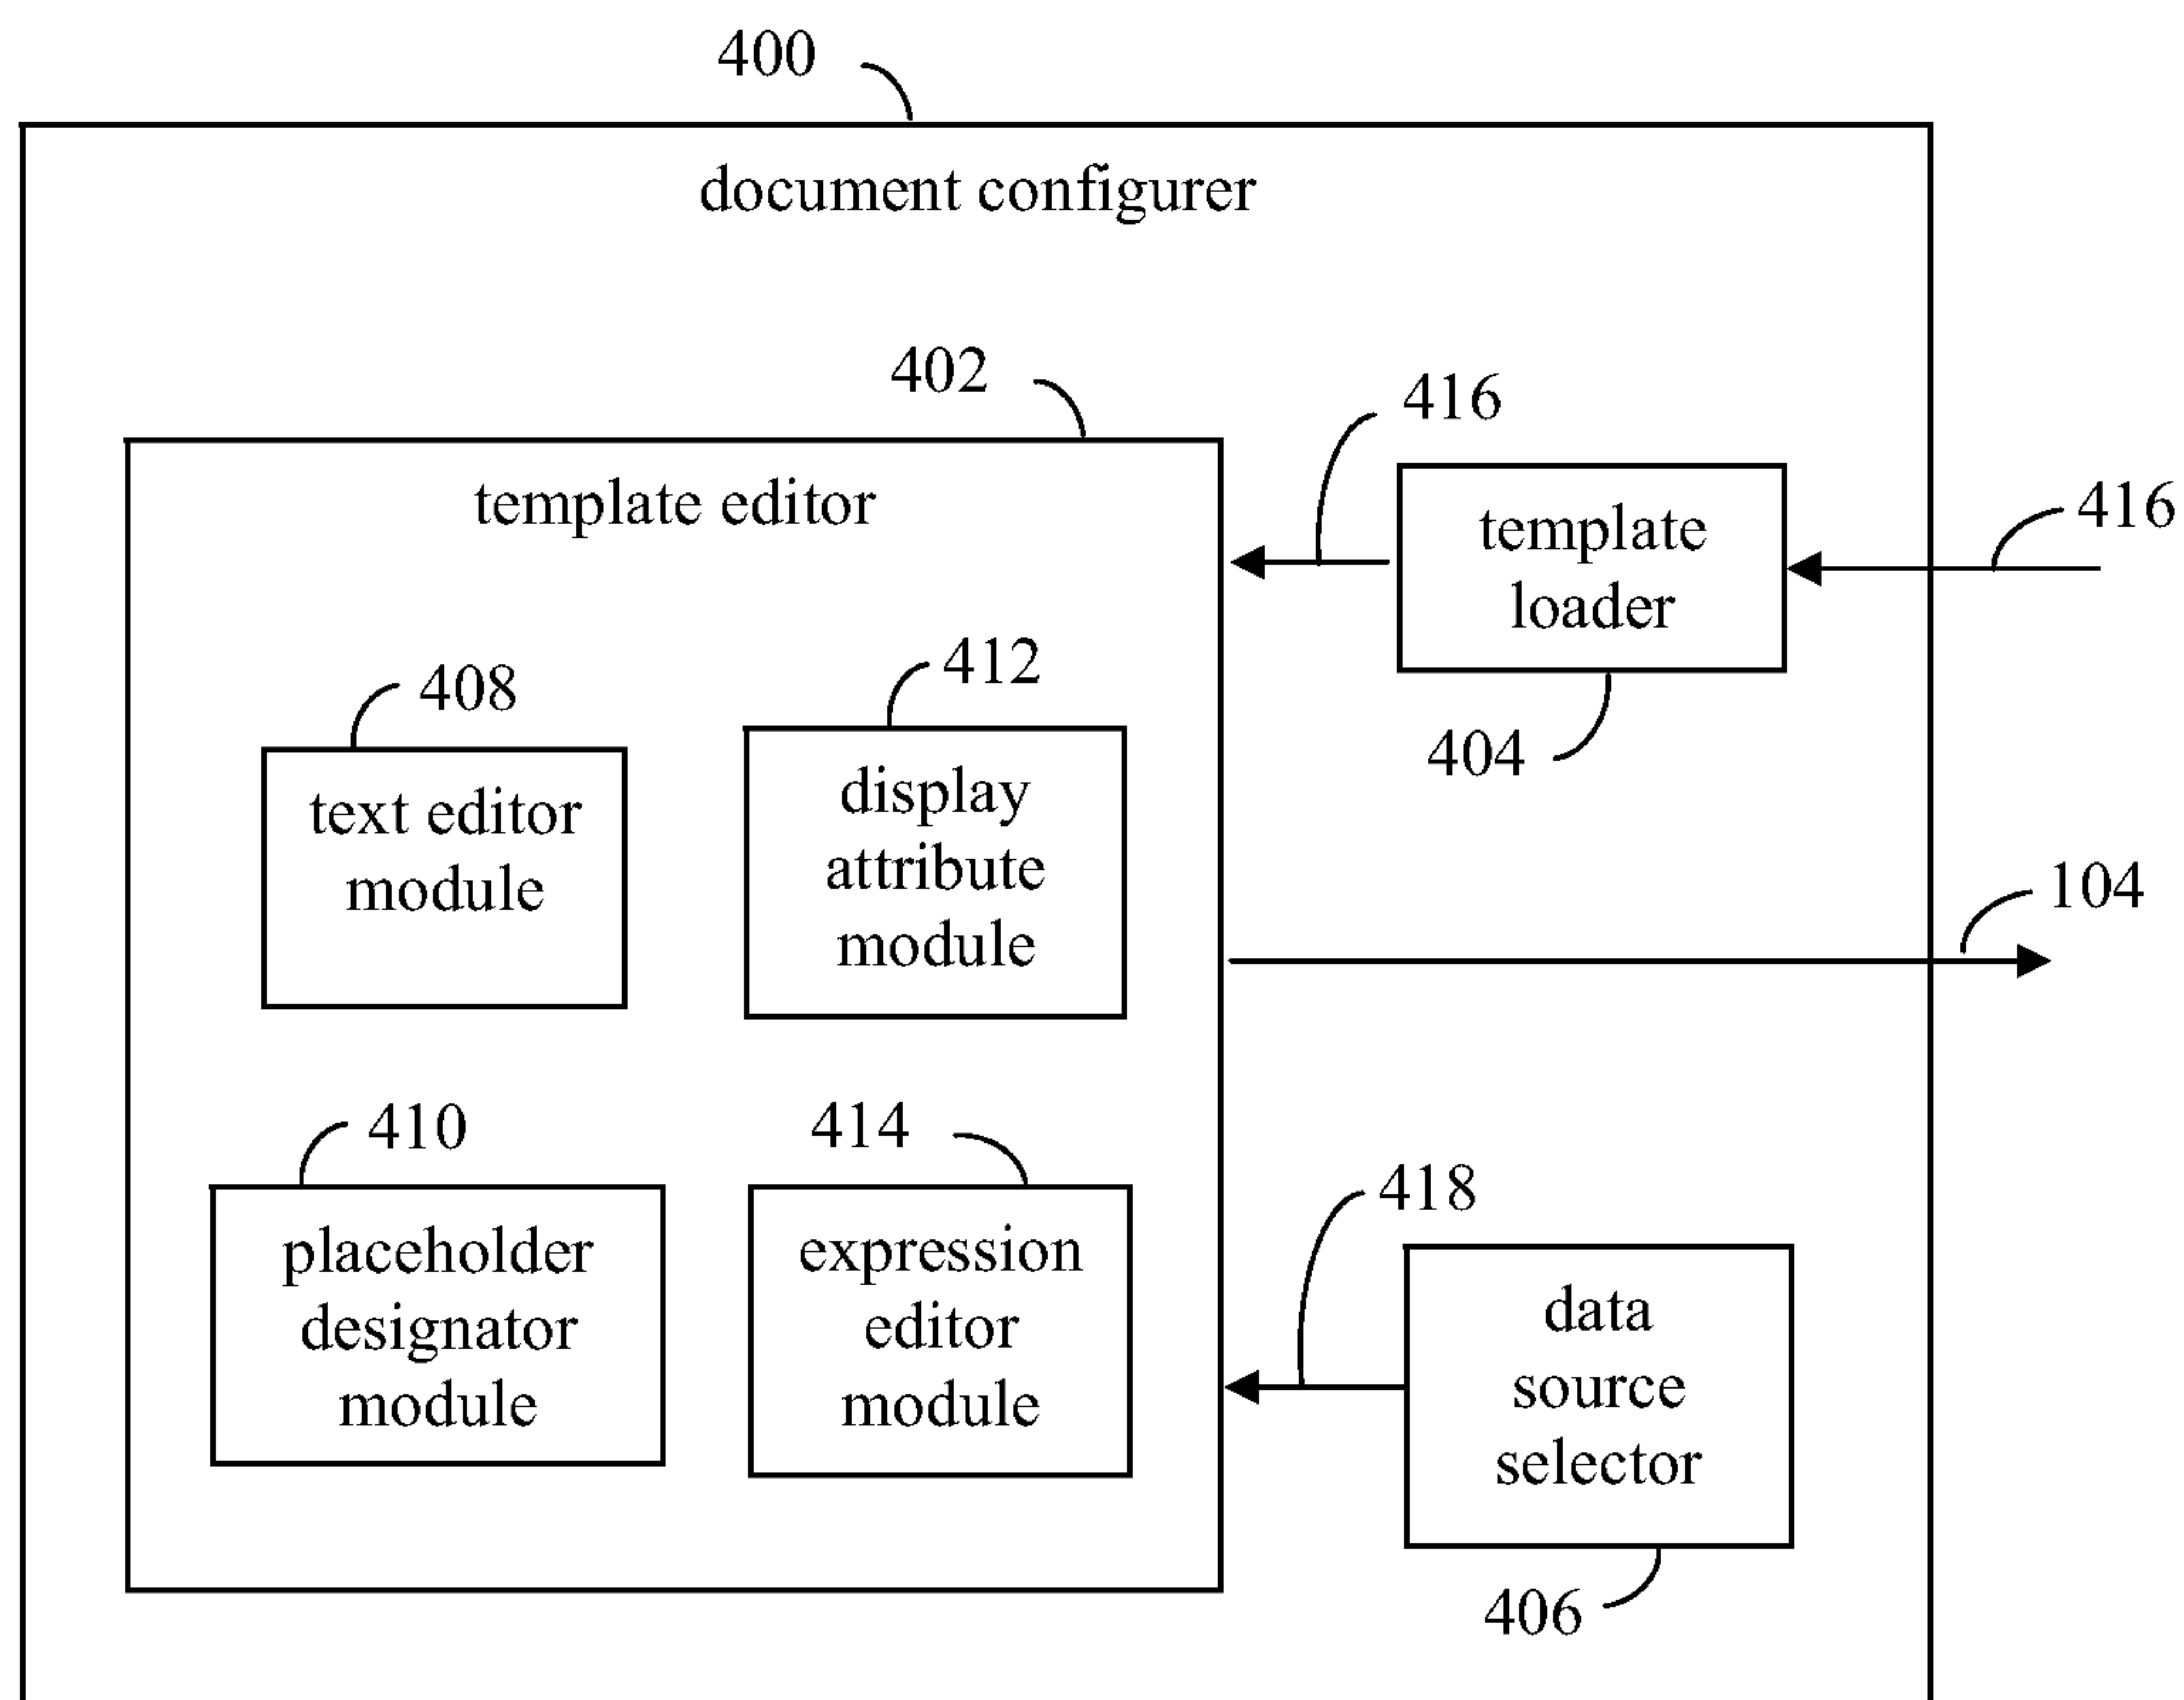 400
document configurer
402
416
template editor
template
loader
416
408
412
404
text editor
module
display
attribute
module
104
410
414
418
placeholder
designator
module
expression
editor
module
data
source
selector
406